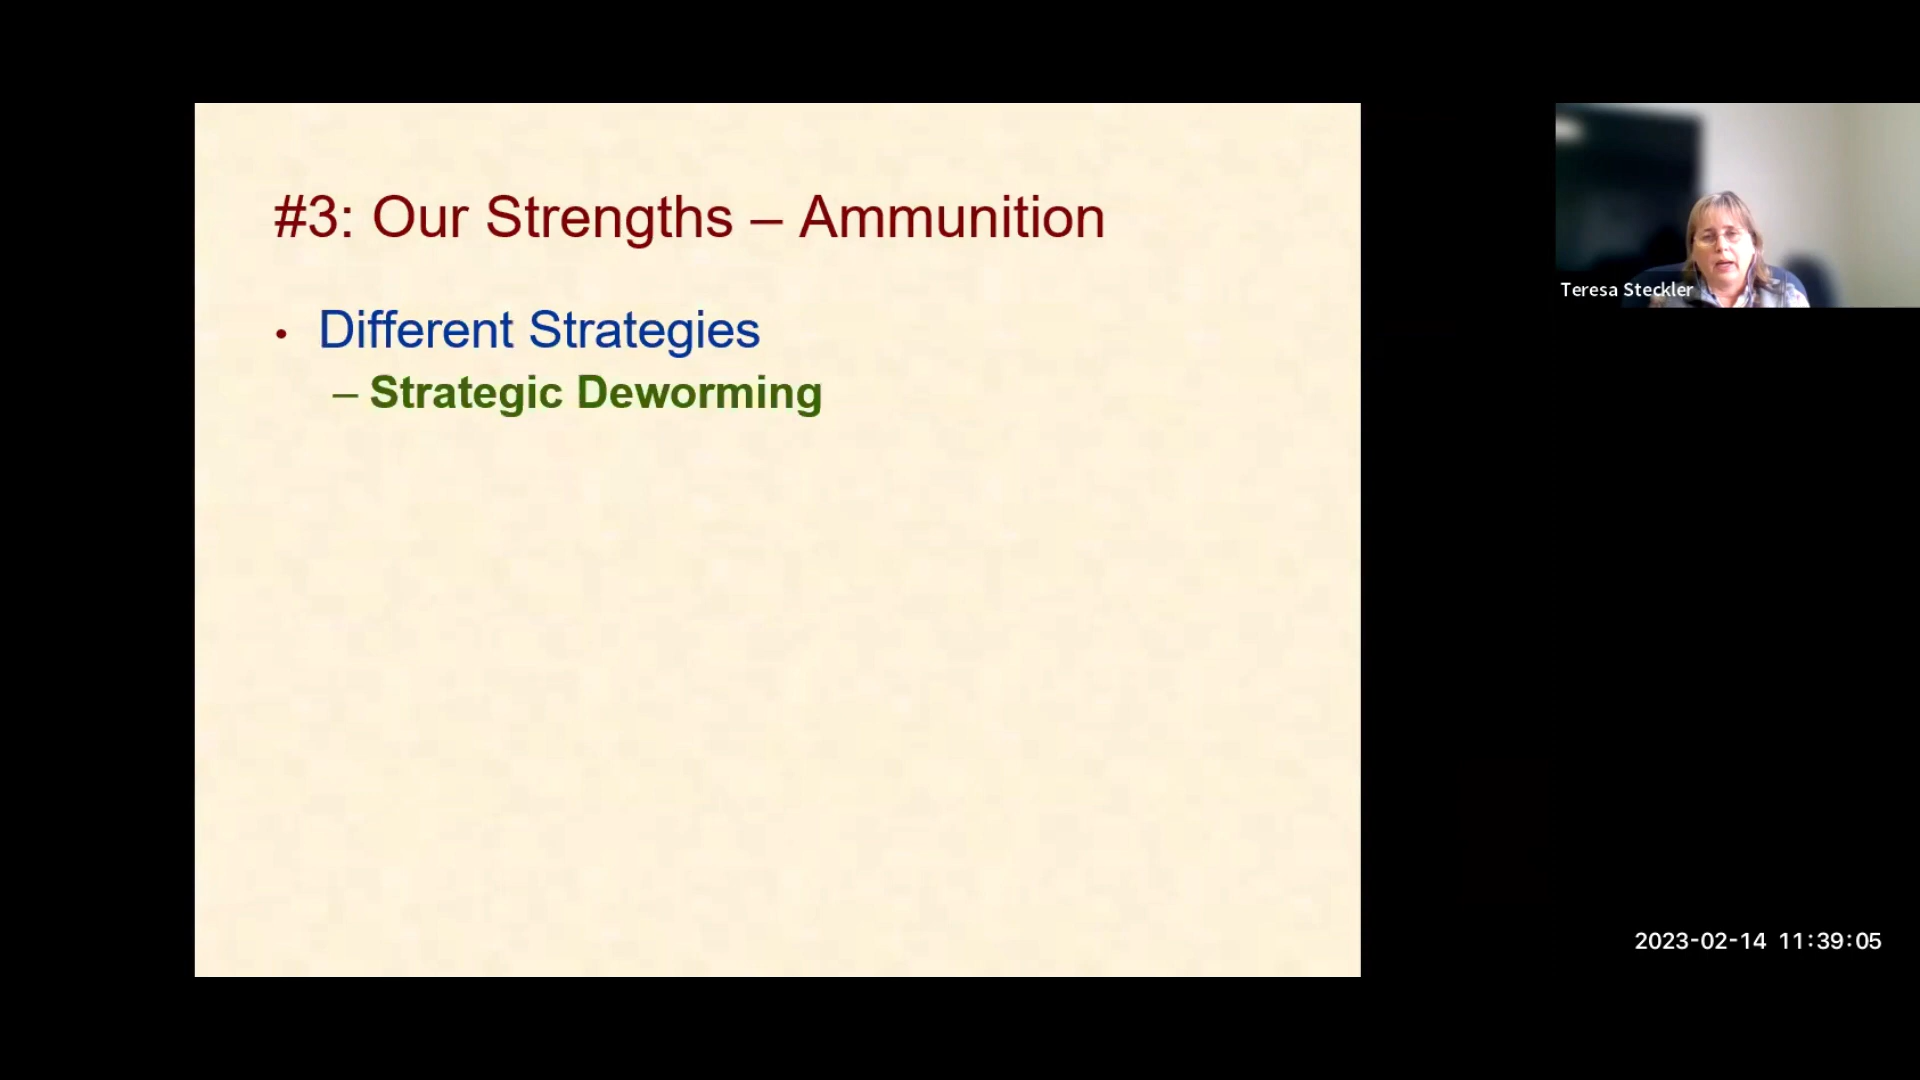 #3: Our Strengths – Ammunition
• Different Strategies
– Strategic Deworming
Teresa Steckler
2023-02-14 11:39:05